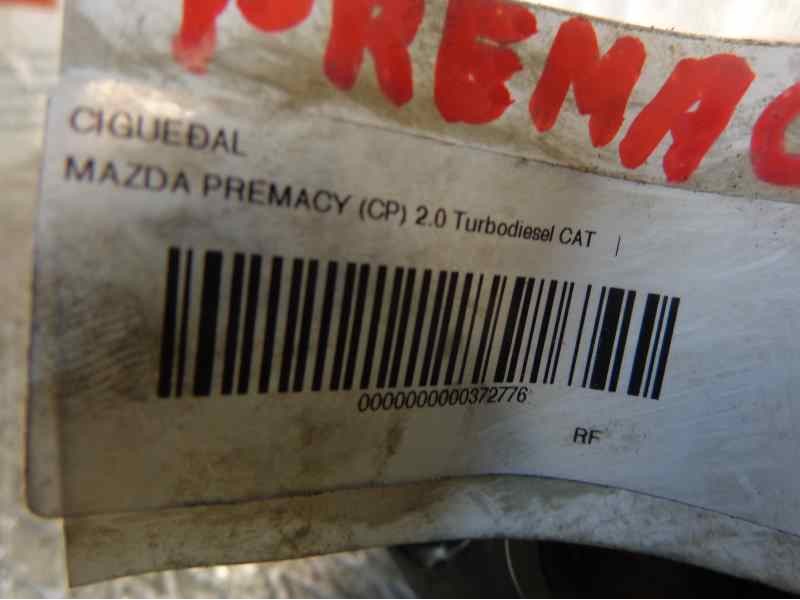 PREMAC
CIGUEÐAL
MAZDA PREMACY (CP) 2.0 Turbodiesel CAT |
0000000000372776
RF